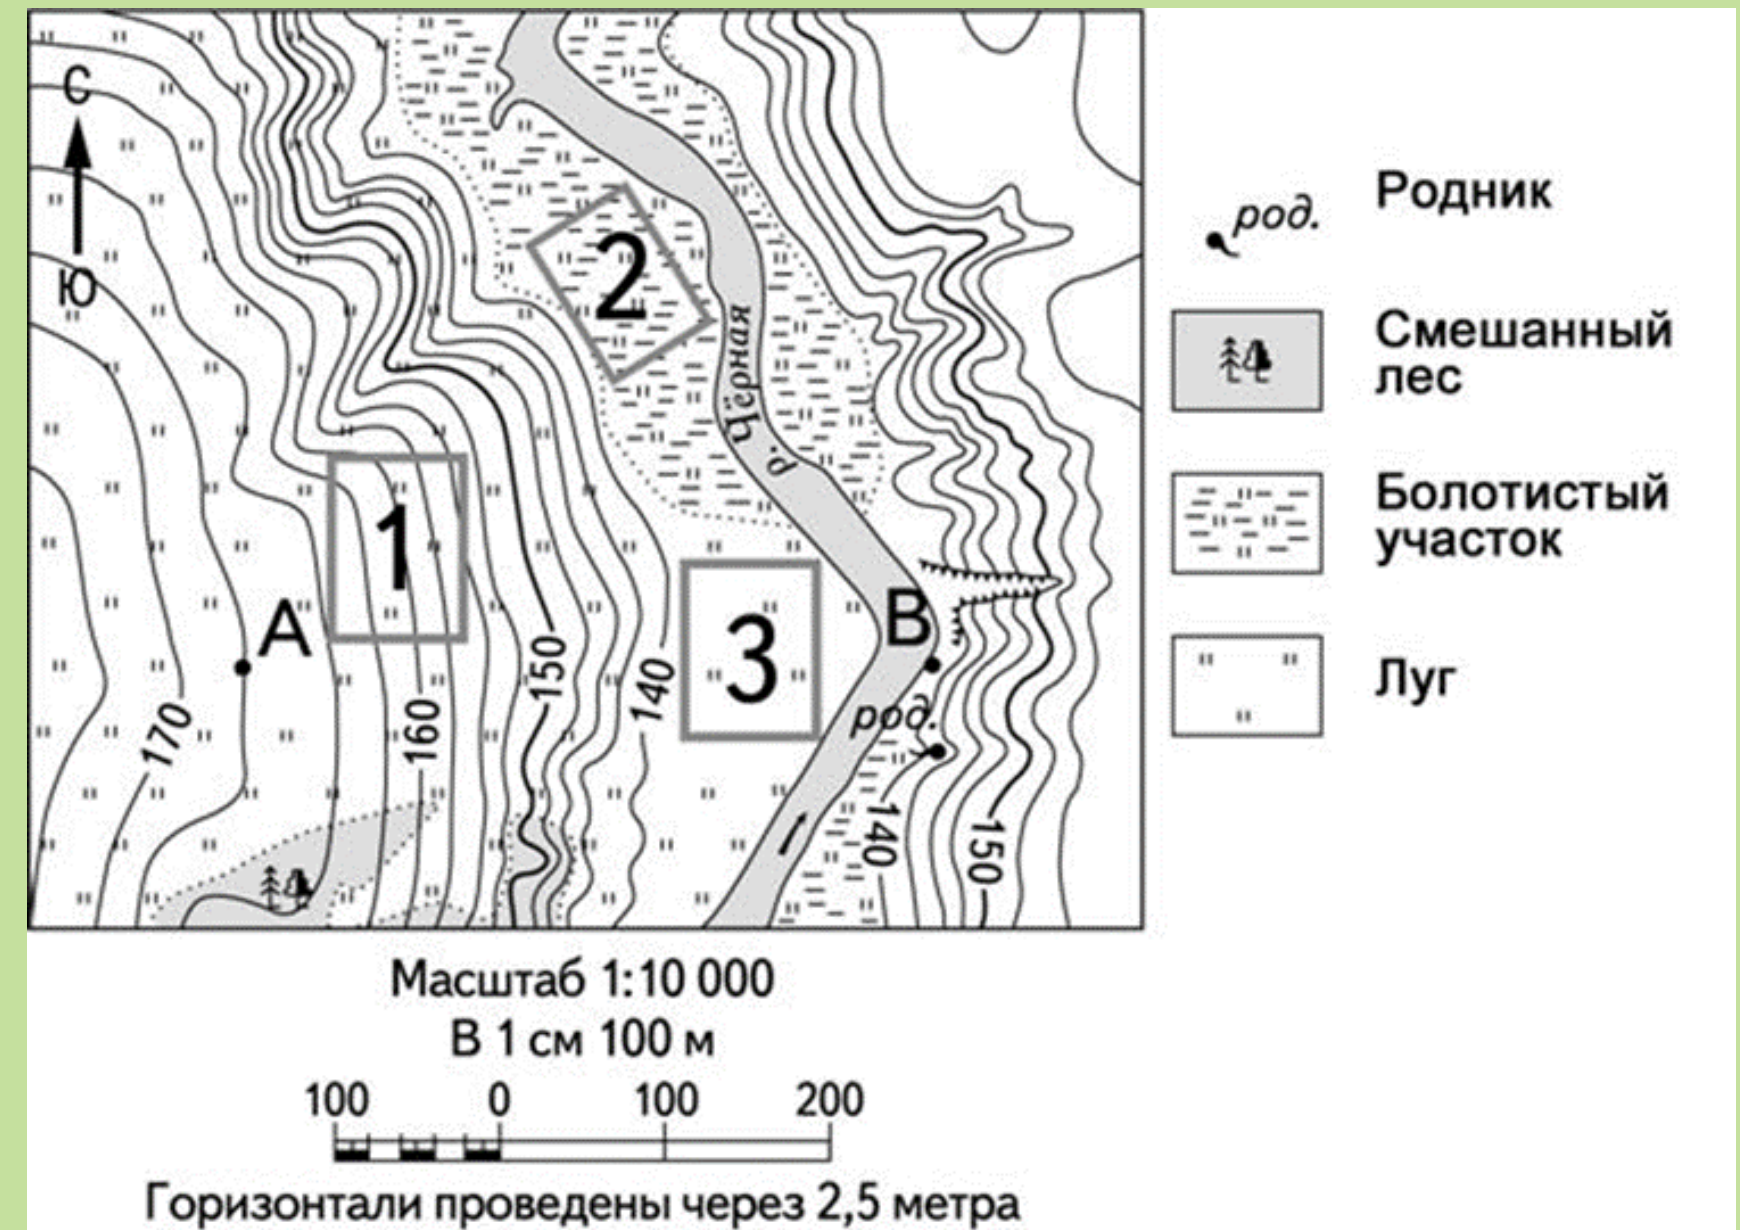 С
Ю
2
р. Чёрная
1
А
В
3
150
140
род.
160
170
140
150
род.
Родник
Смешанный
лес
Болотистый
участок
Луг
Масштаб 1:10 000
В 1 см 100 м
100 0 100 200
Горизонтали проведены через 2,5 метра